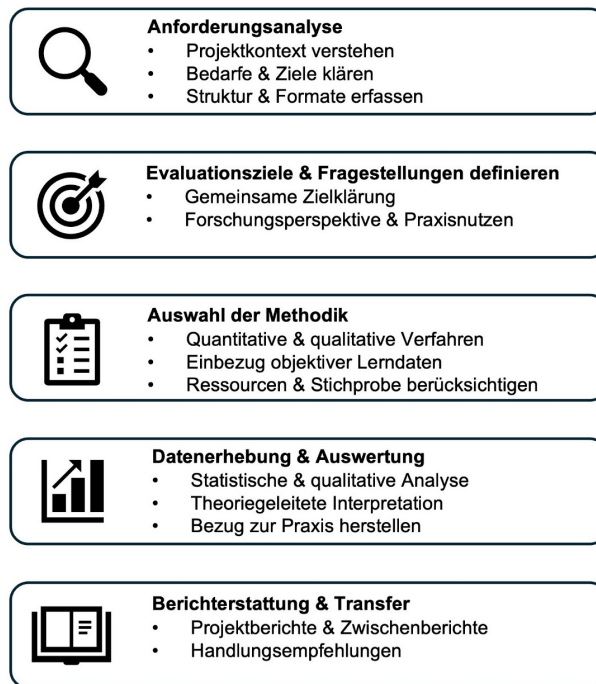 Anforderungsanalyse
• Projektkontext verstehen
• Bedarfe & Ziele klären
• Struktur & Formate erfassen
Evaluationsziele & Fragestellungen definieren
• Gemeinsame Zielklärung
• Forschungsperspektive & Praxisnutzen
Auswahl der Methodik
• Quantitative & qualitative Verfahren
• Einbezug objektiver Lerndaten
• Ressourcen & Stichprobe berücksichtigen
Datenerhebung & Auswertung
• Statistische & qualitative Analyse
• Theoriegeleitete Interpretation
• Bezug zur Praxis herstellen
Berichterstattung & Transfer
• Projektberichte & Zwischenberichte
• Handlungsempfehlungen